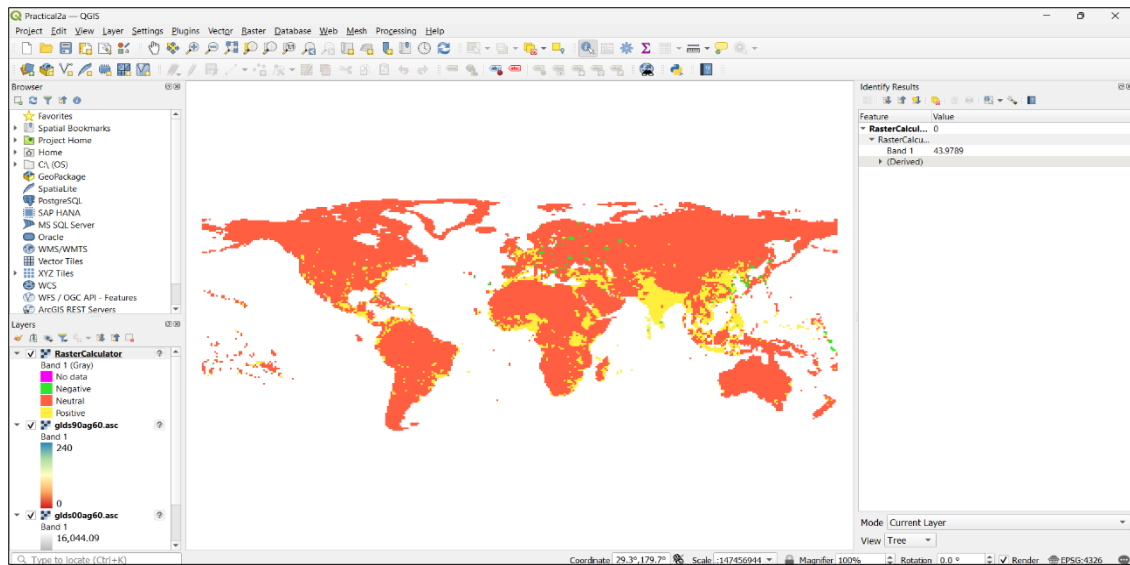 Practical2a — QGIS
Project Edit View Layer Settings Plugins Vector Raster Database Web Mesh Processing Help
Browser
Favorites
Spatial Bookmarks
Project Home
Home
C:\ (OS)
GeoPackage
SpatiaLite
PostgreSQL
SAP HANA
MS SQL Server
Oracle
WMS/WMTS
Vector Tiles
XYZ Tiles
WCS
WFS / OGC API - Features
ArcGIS REST Servers
Layers
RasterCalculator
Band 1 (Gray)
No data
Negative
Neutral
Positive
glds90ag60.asc
Band 1
240
0
glds00ag60.asc
Band 1
16,044.09
Identify Results
Feature Value
RasterCalcul... 0
RasterCalcu...
Band 1 43.9789
(Derived)
Mode Current Layer
View Tree
Type to locate (Ctrl+K) Coordinate 29.3°,179.7° Scale :147456944 Magnifier 100% Rotation 0.0 ° Render EPSG:4326